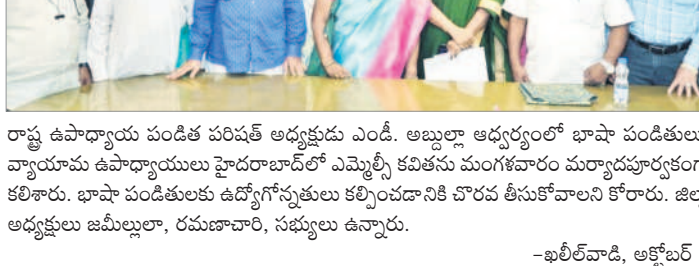 రాష్ట్ర ఉపాధ్యాయ పండిత పరిషత్ అధ్యక్షుడు ఎండీ. అబ్దుల్లా ఆధ్వర్యంలో భాషా పండితులు
వ్యాయామ ఉపాధ్యాయులు హైదరాబాద్‌లో ఎమ్మెల్సీ కవితను మంగళవారం మర్యాదపూర్వకంగ
కలిశారు. భాషా పండితులకు ఉద్యోగోన్నతులు కల్పించడానికి చొరవ తీసుకోవాలని కోరారు. జిల్ల
అధ్యక్షులు జమీల్లులా, రమణాచారి, సభ్యులు ఉన్నారు.
-ఖలీల్‌వాడి, అక్టోబర్